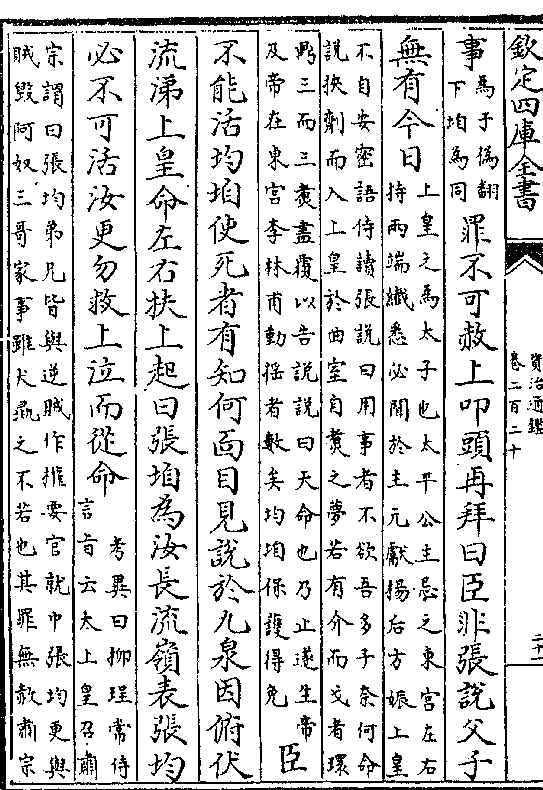 欽定四庫全書
資治通鑑
卷二百二十
二十一
事為子偽翻
下均為同
罪不可赦上叩頭再拜曰臣非張說父子
無有今日
上皇之為太子也太平公主忌之東宮左右
持兩端纎悉必聞於主元獻揚后方娠上皇
不自安密語侍讀張說曰用事者不欲吾多子奈何命
說挾劑而入上皇於曲室自煑之夢若有介而戈者環
鼎三而三煑盡覆以告說說曰天命也乃止遂生帝
及帝在東宮李林甫動揺者數矣均垍保護得免
臣
不能活均垍使死者有知何面目見說於九泉因俯伏
流涕上皇命左右扶上起曰張垍為汝長流嶺表張均
必不可活汝更勿救上泣而從命
考異曰柳珵常侍
言旨云太上皇召肅
宗謂曰張均弟兄皆與逆賊作權要官就中張均更與
賊毀阿奴三哥家事雖犬彘之不若也其罪無赦肅宗